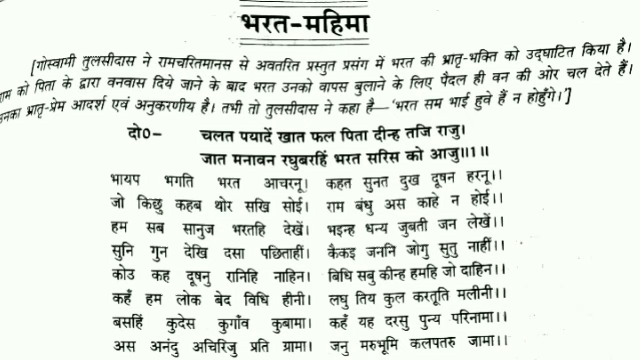 भरत-महिमा
[गोस्वामी तुलसीदास ने रामचरितमानस से अवतरित प्रस्तुत प्रसंग में भरत की भ्रातृ-भक्ति को उद्घाटित किया है।
राम को पिता के द्वारा वनवास दिये जाने के बाद भरत उनको वापस बुलाने के लिए पैदल ही वन की ओर चल देते हैं।
उनका भ्रातृ-प्रेम आदर्श एवं अनुकरणीय है। तभी तो तुलसीदास ने कहा है—'भरत सम भाई हुवे हैं न होहुँगे।']
दो०– चलत पयादें खात फल पिता दीन्ह तजि राजु।
जात मनावन रघुबरहिं भरत सरिस को आजु॥1॥
भायप भगति भरत आचरनू। कहत सुनत दुख दूषन हरनू।।
जो किछु कहब थोर सखि सोई। राम बंधु अस काहे न होई।।
हम सब सानुज भरतहि देखें। भइन्ह धन्य जुबती जन लेखें।।
सुनि गुन देखि दसा पछिताहीं। कैकइ जननि जोगु सुतु नाहीं।।
कोउ कह दूषनु रानिहि नाहिन। बिधि सबु कीन्ह हमहि जो दाहिन।।
कहँ हम लोक बेद विधि हीनी। लघु तिय कुल करतूति मलीनी।।
बसहिं कुदेस कुगाँव कुबामा। कहँ यह दरसु पुन्य परिनामा।।
अस अनंदु अचिरिजु प्रति ग्रामा। जनु मरुभूमि कलपतरु जामा।।